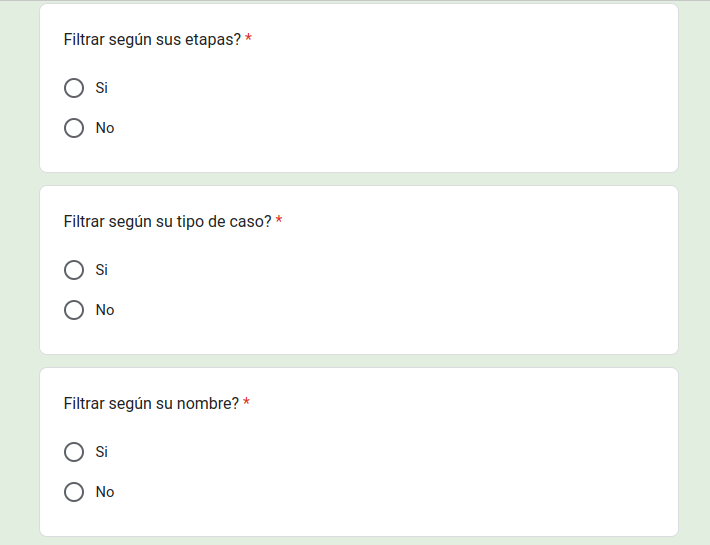 Filtrar según sus etapas? *
Si
No
Filtrar según su tipo de caso? *
Si
No
Filtrar según su nombre? *
Si
No